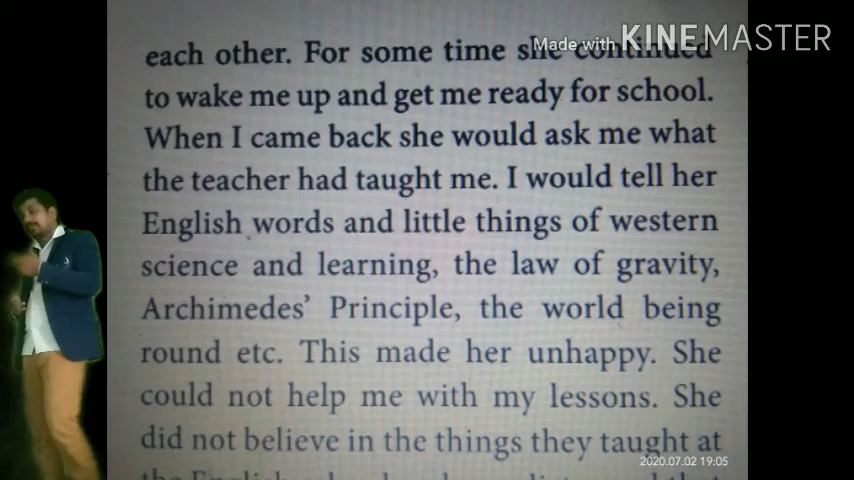 Made with KINEMASTER
each other. For some time she continued
to wake me up and get me ready for school.
When I came back she would ask me what
the teacher had taught me. I would tell her
English words and little things of western
science and learning, the law of gravity,
Archimedes’ Principle, the world being
round etc. This made her unhappy. She
could not help me with my lessons. She
did not believe in the things they taught at
2020.07.02 19:05